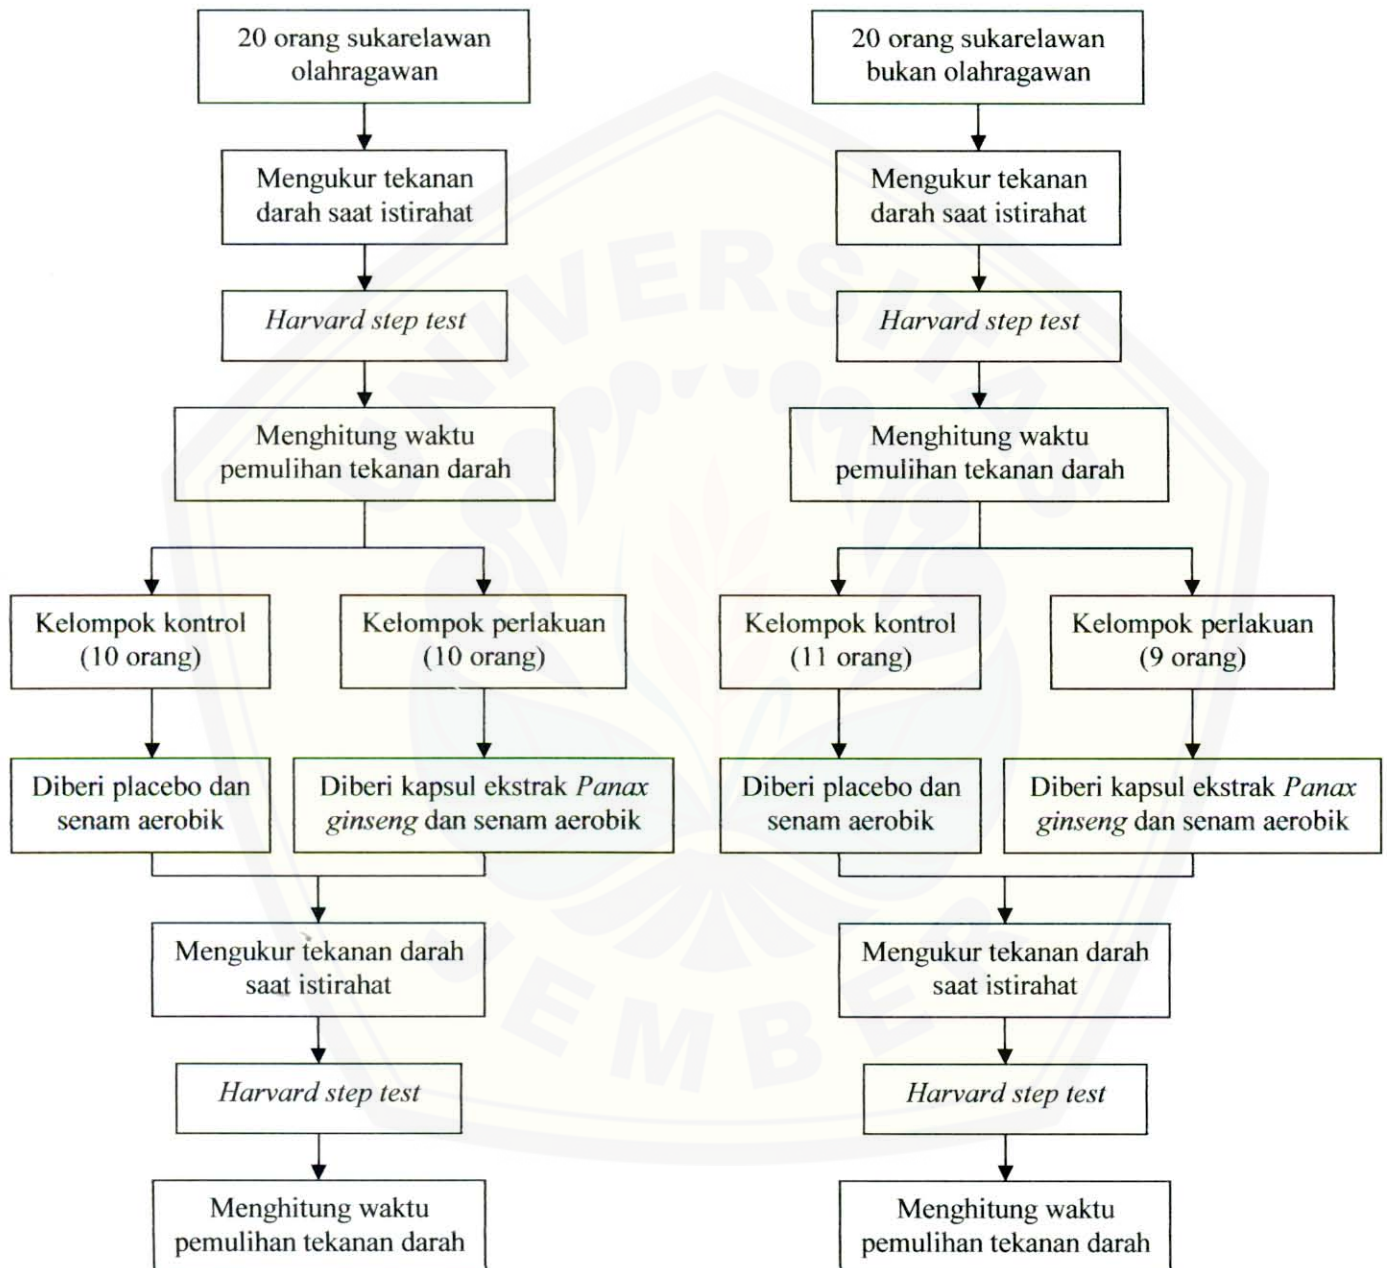 20 orang sukarelawan
olahragawan
Mengukur tekanan
darah saat istirahat
Harvard step test
Menghitung waktu
pemulihan tekanan darah
Kelompok kontrol
(10 orang)
Kelompok perlakuan
(10 orang)
Diberi placebo dan
senam aerobik
Diberi kapsul ekstrak Panax
ginseng dan senam aerobik
Mengukur tekanan darah
saat istirahat
Harvard step test
Menghitung waktu
pemulihan tekanan darah
20 orang sukarelawan
bukan olahragawan
Mengukur tekanan
darah saat istirahat
Harvard step test
Menghitung waktu
pemulihan tekanan darah
Kelompok kontrol
(11 orang)
Kelompok perlakuan
(9 orang)
Diberi placebo dan
senam aerobik
Diberi kapsul ekstrak Panax
ginseng dan senam aerobik
Mengukur tekanan darah
saat istirahat
Harvard step test
Menghitung waktu
pemulihan tekanan darah
UNIVERSITAS
JEMBER